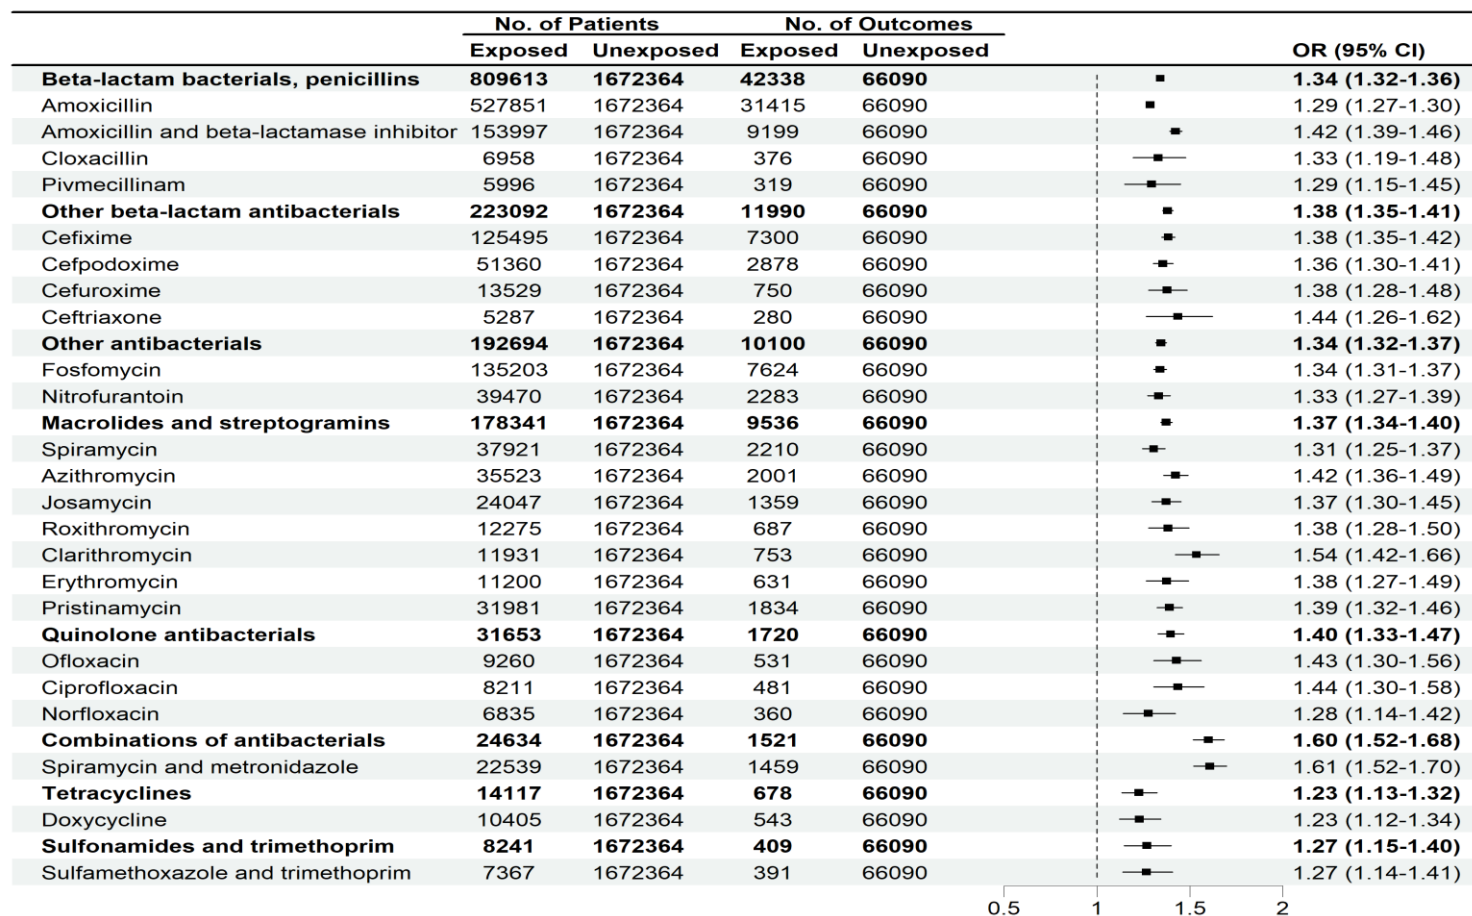 No. of Patients No. of Outcomes
Exposed Unexposed Exposed Unexposed OR (95% CI)
Beta-lactam bacterials, penicillins 809613 1672364 42338 66090 1.34 (1.32-1.36)
Amoxicillin 527851 1672364 31415 66090 1.29 (1.27-1.30)
Amoxicillin and beta-lactamase inhibitor 153997 1672364 9199 66090 1.42 (1.39-1.46)
Cloxacillin 6958 1672364 376 66090 1.33 (1.19-1.48)
Pivmecillinam 5996 1672364 319 66090 1.29 (1.15-1.45)
Other beta-lactam antibacterials 223092 1672364 11990 66090 1.38 (1.35-1.41)
Cefixime 125495 1672364 7300 66090 1.38 (1.35-1.42)
Cefpodoxime 51360 1672364 2878 66090 1.36 (1.30-1.41)
Cefuroxime 13529 1672364 750 66090 1.38 (1.28-1.48)
Ceftriaxone 5287 1672364 280 66090 1.44 (1.26-1.62)
Other antibacterials 192694 1672364 10100 66090 1.34 (1.32-1.37)
Fosfomycin 135203 1672364 7624 66090 1.34 (1.31-1.37)
Nitrofurantoin 39470 1672364 2283 66090 1.33 (1.27-1.39)
Macrolides and streptogramins 178341 1672364 9536 66090 1.37 (1.34-1.40)
Spiramycin 37921 1672364 2210 66090 1.31 (1.25-1.37)
Azithromycin 35523 1672364 2001 66090 1.42 (1.36-1.49)
Josamycin 24047 1672364 1359 66090 1.37 (1.30-1.45)
Roxithromycin 12275 1672364 687 66090 1.38 (1.28-1.50)
Clarithromycin 11931 1672364 753 66090 1.54 (1.42-1.66)
Erythromycin 11200 1672364 631 66090 1.38 (1.27-1.49)
Pristinamycin 31981 1672364 1834 66090 1.39 (1.32-1.46)
Quinolone antibacterials 31653 1672364 1720 66090 1.40 (1.33-1.47)
Ofloxacin 9260 1672364 531 66090 1.43 (1.30-1.56)
Ciprofloxacin 8211 1672364 481 66090 1.44 (1.30-1.58)
Norfloxacin 6835 1672364 360 66090 1.28 (1.14-1.42)
Combinations of antibacterials 24634 1672364 1521 66090 1.60 (1.52-1.68)
Spiramycin and metronidazole 22539 1672364 1459 66090 1.61 (1.52-1.70)
Tetracyclines 14117 1672364 678 66090 1.23 (1.13-1.32)
Doxycycline 10405 1672364 543 66090 1.23 (1.12-1.34)
Sulfonamides and trimethoprim 8241 1672364 409 66090 1.27 (1.15-1.40)
Sulfamethoxazole and trimethoprim 7367 1672364 391 66090 1.27 (1.14-1.41)
0.5 1 1.5 2